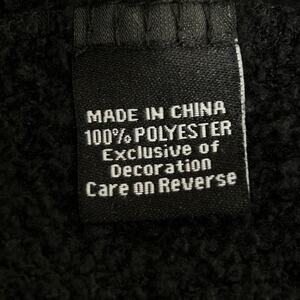 MADE IN CHINA
100% POLYESTER
Exclusive of
Decoration
Care on Reverse